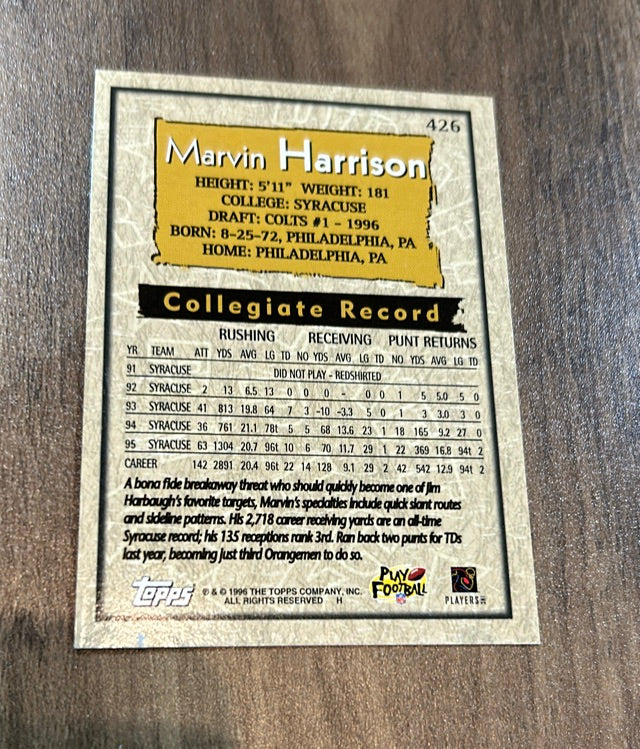 426
Marvin Harrison
HEIGHT: 5'11" WEIGHT: 181
COLLEGE: SYRACUSE
DRAFT: COLTS #1 - 1996
BORN: 8-25-72, PHILADELPHIA, PA
HOME: PHILADELPHIA, PA
Collegiate Record
RUSHING RECEIVING PUNT RETURNS
YR TEAM ATT YDS AVG LG TD NO YDS AVG LG TD NO YDS AVG LG TD
91 SYRACUSE DID NOT PLAY - REDSHIRTED
92 SYRACUSE 2 13 6.5 13 0 0 0 - 0 0 1 5 5.0 5 0
93 SYRACUSE 41 813 19.8 64 7 3 -10 -3.3 5 0 1 3 3.0 3 0
94 SYRACUSE 36 761 21.1 78t 5 5 68 13.6 23 1 18 165 9.2 27 0
95 SYRACUSE 63 1304 20.7 96t 10 6 70 11.7 29 1 22 369 16.8 94t 2
CAREER 142 2891 20.4 96t 22 14 128 9.1 29 2 42 542 12.9 94t 2
A bona fide breakaway threat who should quickly become one of Jim
Harbaugh's favorite targets, Marvin's specialties include quick slant routes
and sideline patterns. His 2,718 career receiving yards are an all-time
Syracuse record; his 135 receptions rank 3rd. Ran back two punts for TDs
last year, becoming just third Orangemen to do so.
Topps ® & © 1996 THE TOPPS COMPANY, INC.
ALL RIGHTS RESERVED H
PLAY FOOTBALL
PLAYERS INC